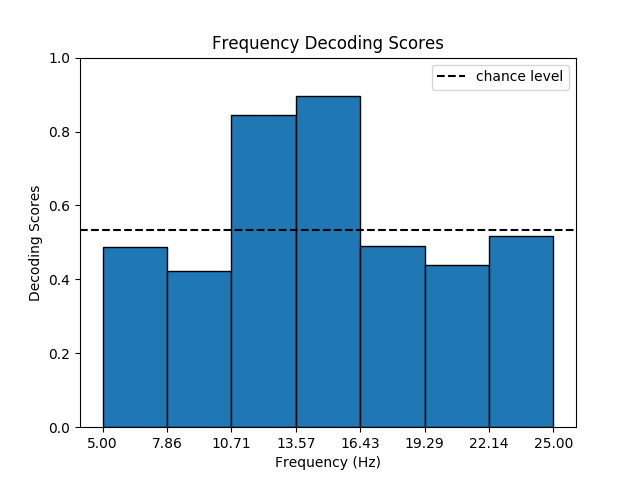 Frequency Decoding Scores
chance level
1.0
0.8
0.6
0.4
0.2
0.0
Decoding Scores
5.00 7.86 10.71 13.57 16.43 19.29 22.14 25.00
Frequency (Hz)